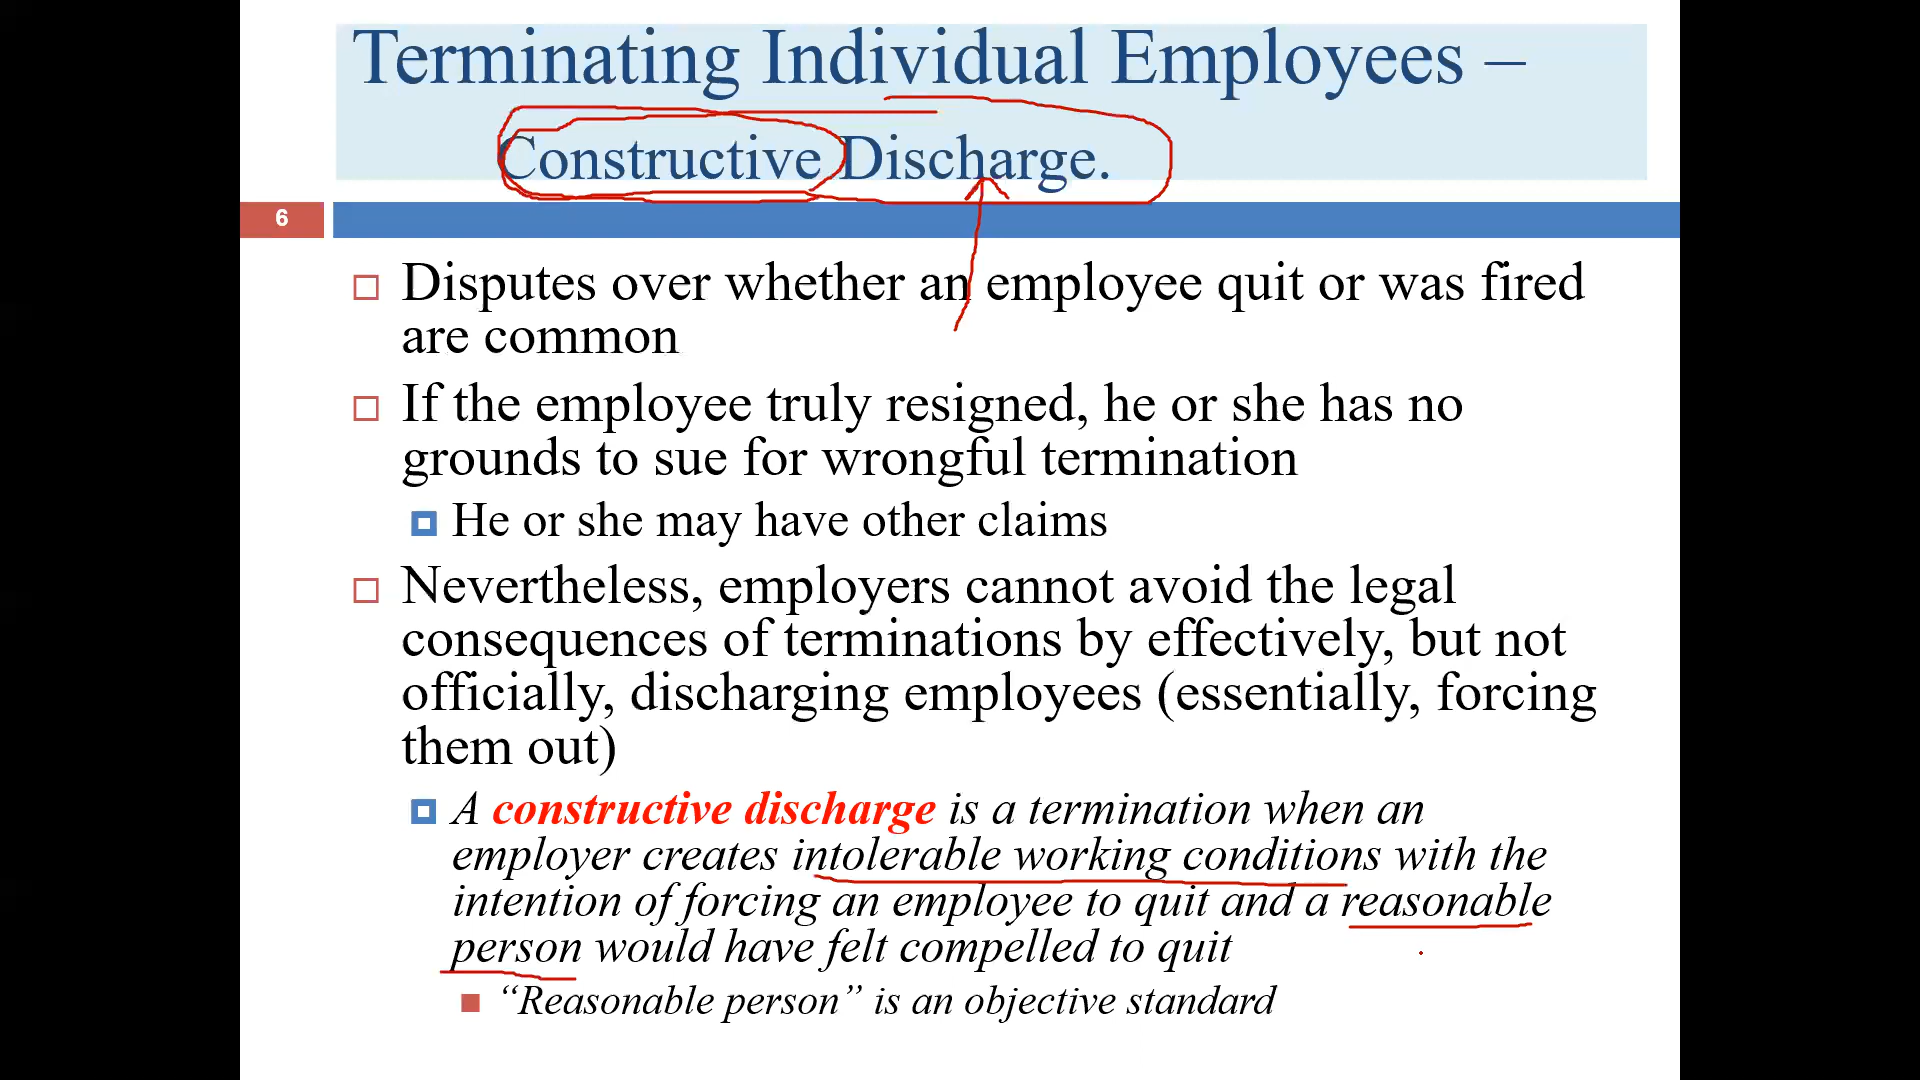 Terminating Individual Employees –
Constructive Discharge.
6
Disputes over whether an employee quit or was fired
are common
If the employee truly resigned, he or she has no
grounds to sue for wrongful termination
He or she may have other claims
Nevertheless, employers cannot avoid the legal
consequences of terminations by effectively, but not
officially, discharging employees (essentially, forcing
them out)
A constructive discharge is a termination when an
employer creates intolerable working conditions with the
intention of forcing an employee to quit and a reasonable
person would have felt compelled to quit
“Reasonable person” is an objective standard